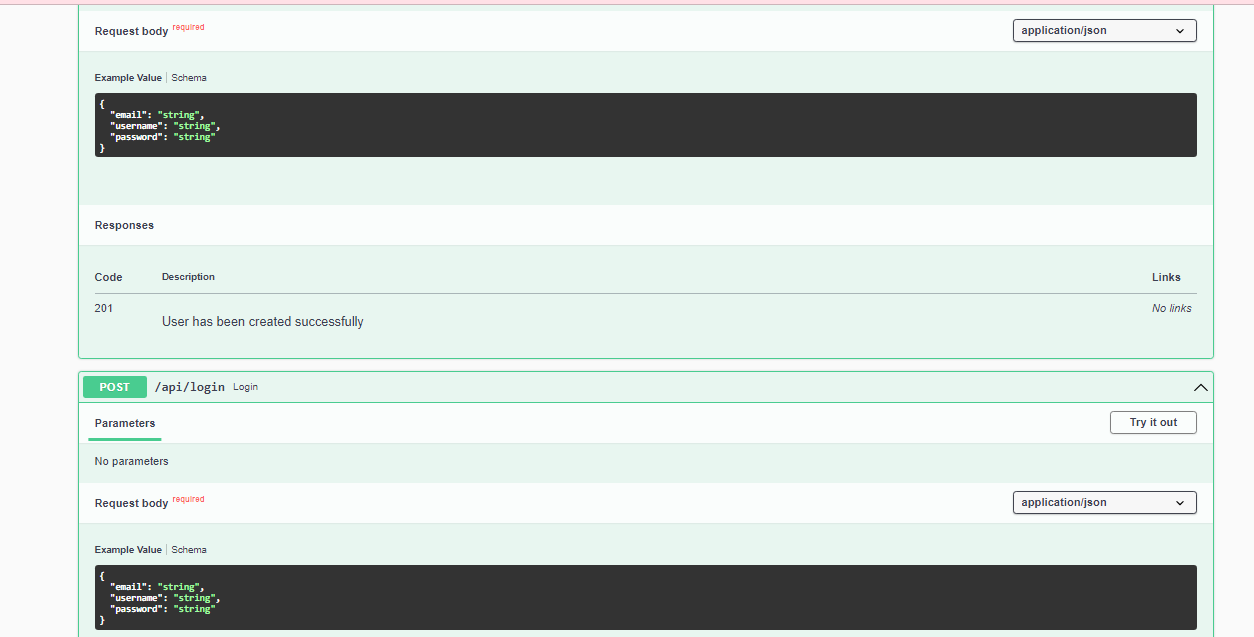 Request body required
application/json
Example Value | Schema
{
  "email": "string",
  "username": "string",
  "password": "string"
}
Responses
Code Description Links
201 No links
User has been created successfully
POST /api/login Login
Parameters Try it out
No parameters
Request body required
application/json
Example Value | Schema
{
  "email": "string",
  "username": "string",
  "password": "string"
}